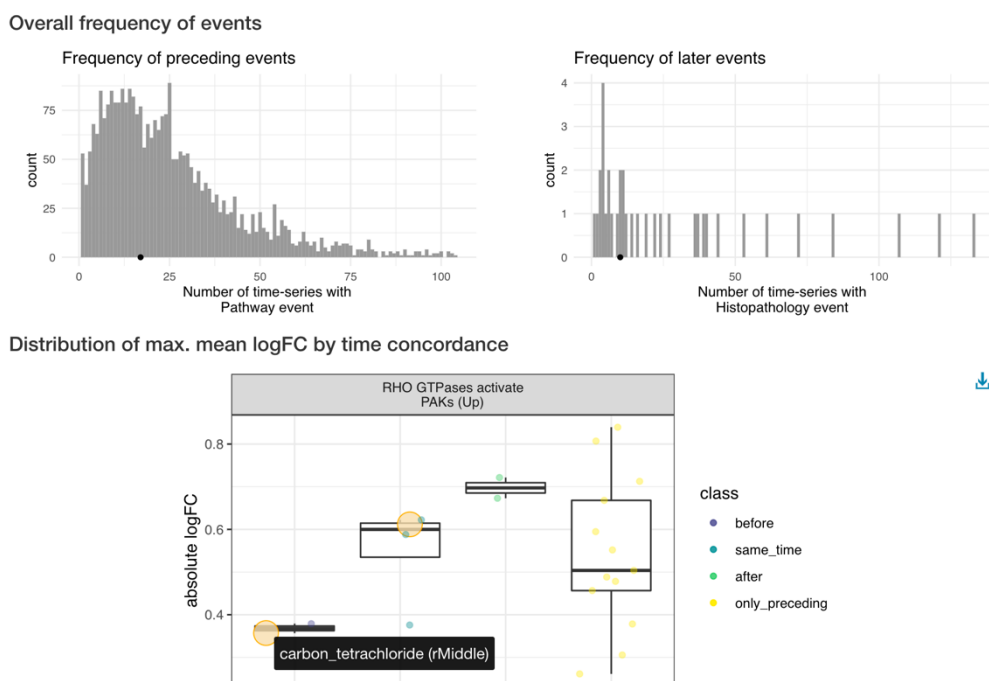 Overall frequency of events
Frequency of preceding events
75
50
25
0
count
0 25 50 75 100
Number of time-series with
Pathway event
Frequency of later events
4
3
2
1
0
count
0 50 100
Number of time-series with
Histopathology event
Distribution of max. mean logFC by time concordance
RHO GTPases activate
PAKs (Up)
0.8
0.6
0.4
absolute logFC
carbon_tetrachloride (rMiddle)
class
before
same_time
after
only_preceding